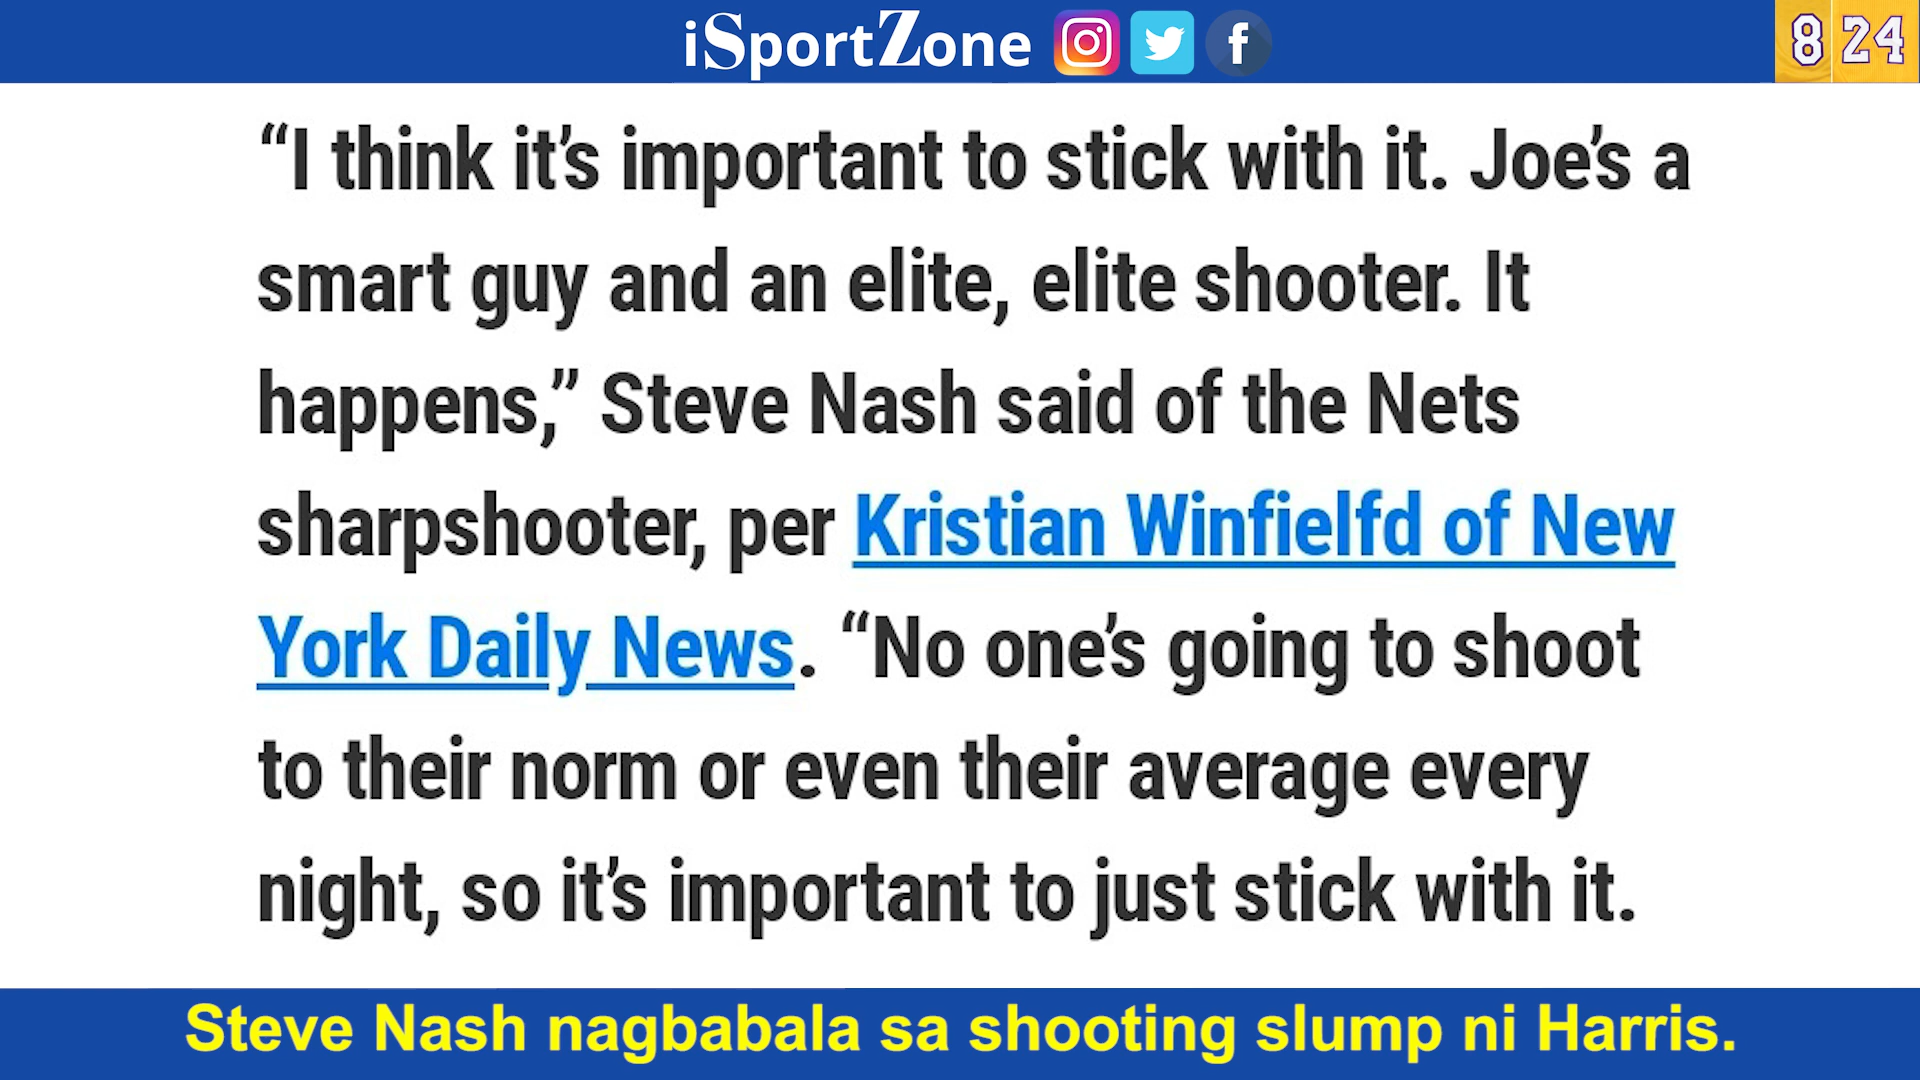 iSportZone
8 24
“I think it’s important to stick with it. Joe’s a
smart guy and an elite, elite shooter. It
happens,” Steve Nash said of the Nets
sharpshooter, per Kristian Winfielfd of New
York Daily News. “No one’s going to shoot
to their norm or even their average every
night, so it’s important to just stick with it.
Steve Nash nagbabala sa shooting slump ni Harris.